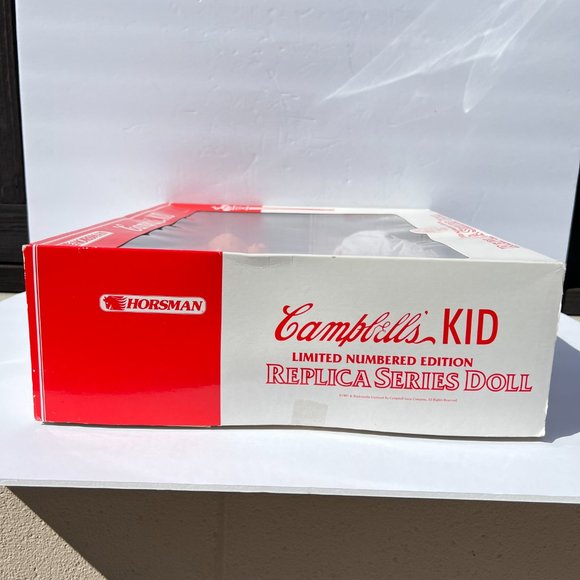 HORSMAN
Campbell's KID
LIMITED NUMBERED EDITION
REPLICA SERIES DOLL